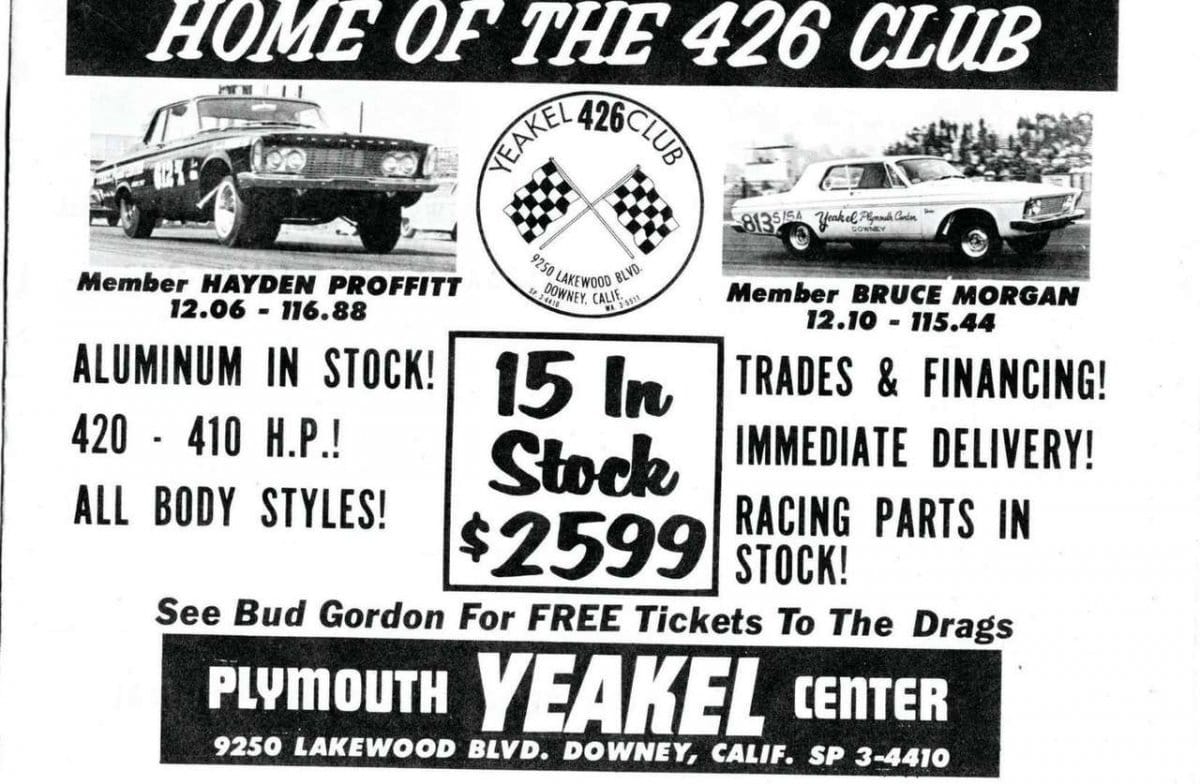 HOME OF THE 426 CLUB
YEAKEL 426 CLUB
9250 LAKEWOOD BLVD.
DOWNEY, CALIF.
SP 3-4410
813 S/SA Yeakel Plymouth Center
DOWNEY
Member HAYDEN PROFFITT
12.06 - 116.88
Member BRUCE MORGAN
12.10 - 115.44
ALUMINUM IN STOCK!
420 - 410 H.P.!
ALL BODY STYLES!
15 In
Stock
$2599
TRADES & FINANCING!
IMMEDIATE DELIVERY!
RACING PARTS IN
STOCK!
See Bud Gordon For FREE Tickets To The Drags
PLYMOUTH YEAKEL CENTER
9250 LAKEWOOD BLVD. DOWNEY, CALIF. SP 3-4410